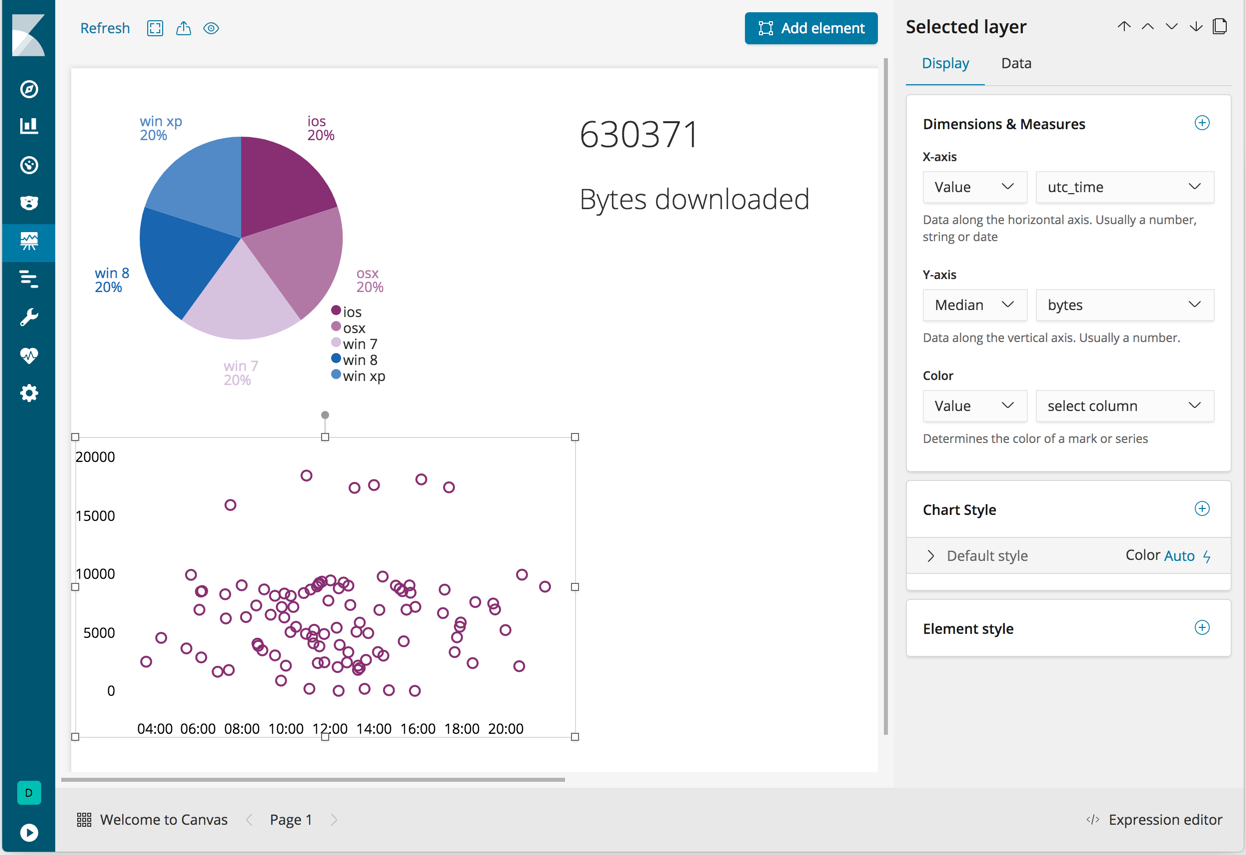 Refresh
Add element
Selected layer
Display Data
Dimensions & Measures
X-axis
Value utc_time
Data along the horizontal axis. Usually a number,
string or date
Y-axis
Median bytes
Data along the vertical axis. Usually a number.
Color
Value select column
Determines the color of a mark or series
Chart Style
Default style Color Auto
Element style
win xp
20%
ios
20%
win 8
20%
osx
20%
win 7
20%
ios
osx
win 7
win 8
win xp
630371
Bytes downloaded
20000
15000
10000
5000
0
04:00 06:00 08:00 10:00 12:00 14:00 16:00 18:00 20:00
D
Welcome to Canvas Page 1
</> Expression editor